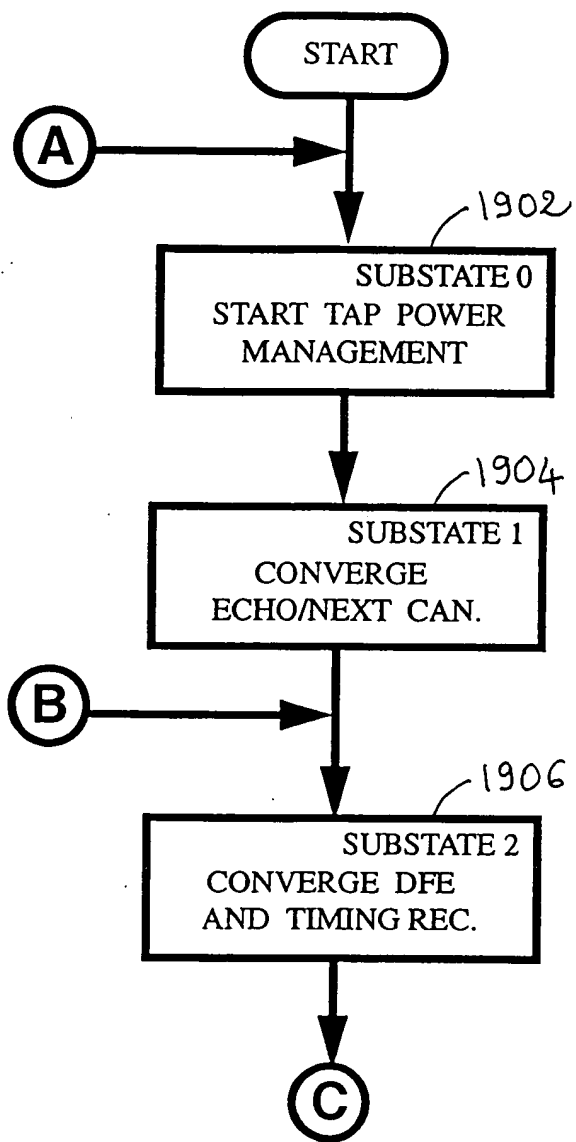 START
A
1902
SUBSTATE 0
START TAP POWER
MANAGEMENT
1904
SUBSTATE 1
CONVERGE
ECHO/NEXT CAN.
B
1906
SUBSTATE 2
CONVERGE DFE
AND TIMING REC.
C